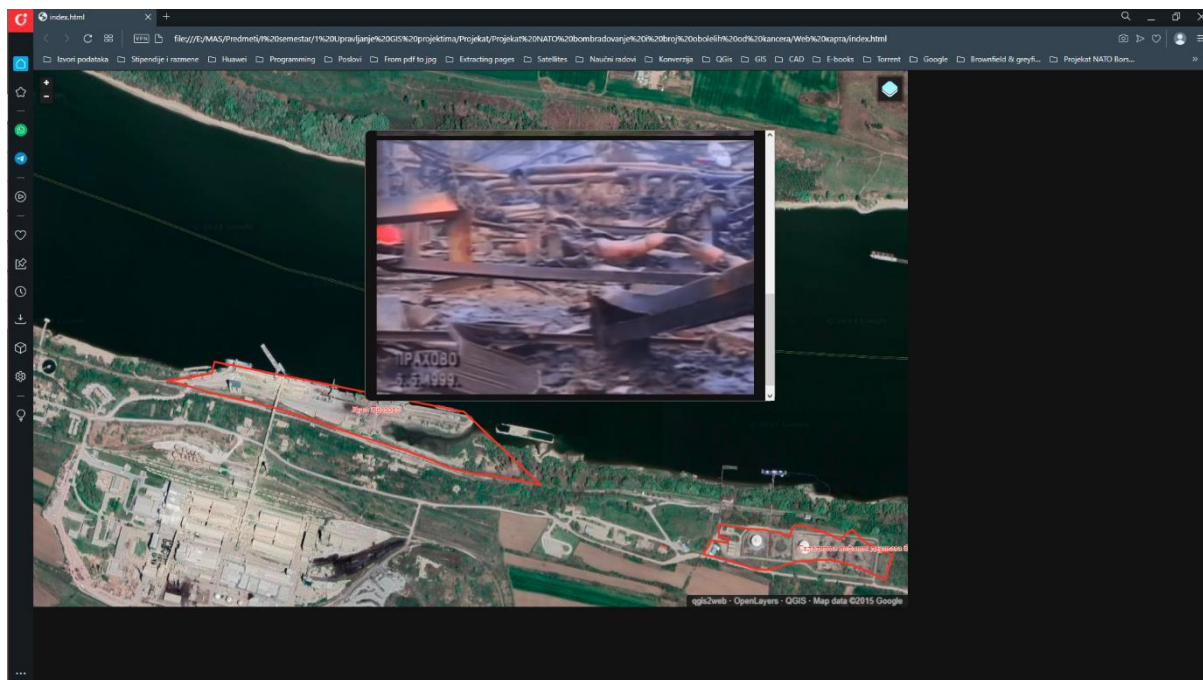 index.html
VPN
file:///E:/MAS/Predmeti/I%20semestar/1%20Upravljanje%20GIS%20projektima/Projekat/Projekat%20NATO%20bombradovanje%20i%20broj%20obolelih%20od%20kancera/Web%20карта/index.html
Izvori podataka Stipendije i razmene Huawei Programming Poslovi From pdf to jpg Extracting pages Satellites Naučni radovi Konverzija QGis GIS CAD E-books Torrent Google Brownfield & greyfi... Projekat NATO Bors...
ПРАХОВО
5.5.1999.
qgis2web · OpenLayers · QGIS · Map data ©2015 Google